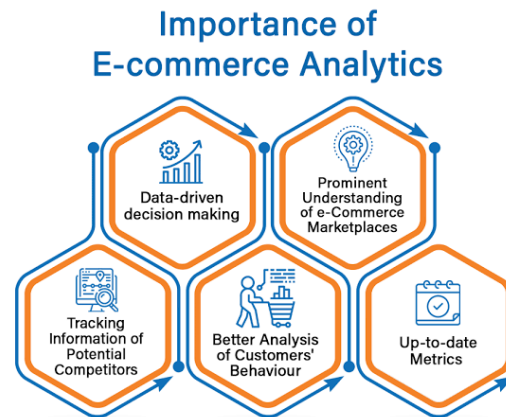 Importance of
E-commerce Analytics
Data-driven
decision making
Prominent
Understanding
of e-Commerce
Marketplaces
Tracking
Information of
Potential
Competitors
Better Analysis
of Customers'
Behaviour
Up-to-date
Metrics